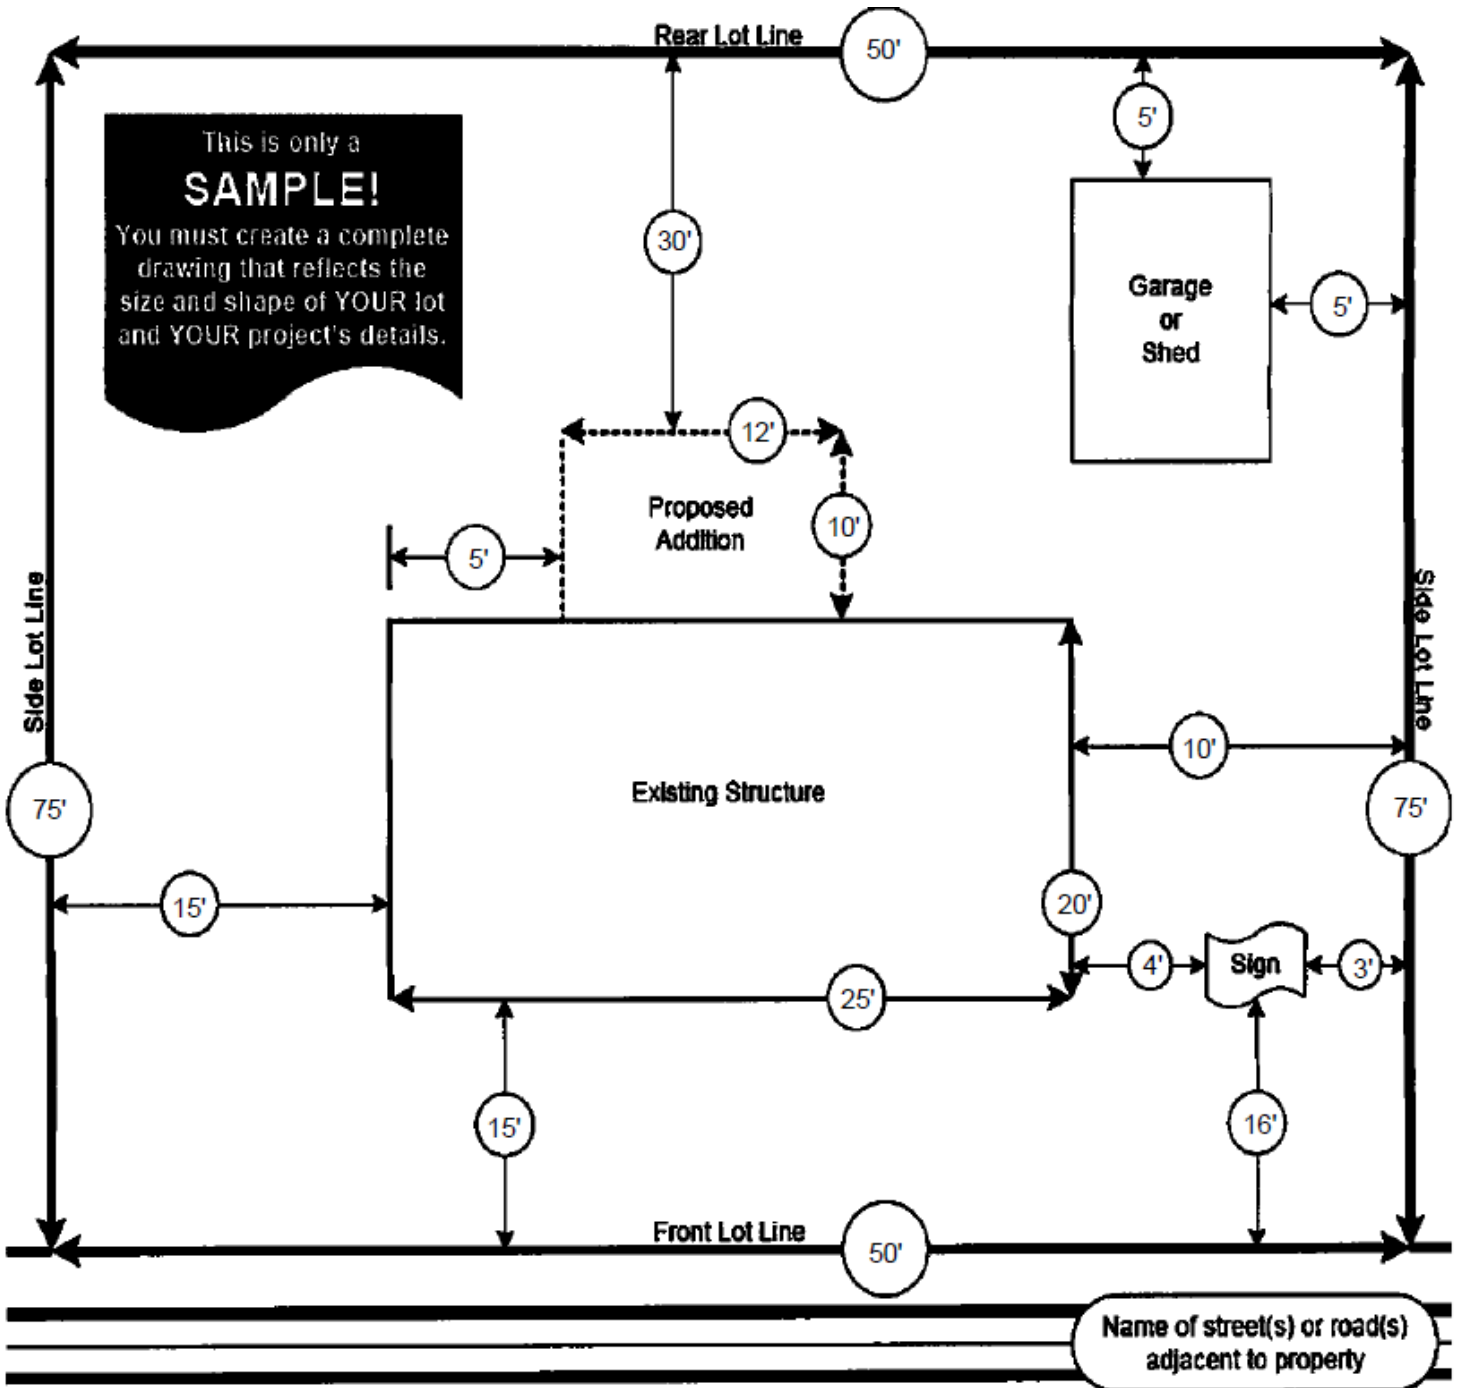 Rear Lot Line
50'
5'
This is only a
SAMPLE!
You must create a complete
drawing that reflects the
size and shape of YOUR lot
and YOUR project's details.
30'
Garage
or
Shed
5'
12'
Proposed
Addition
10'
5'
Side Lot Line
Side Lot Line
10'
Existing Structure
75'
75'
15'
20'
4'
Sign
3'
25'
15'
16'
Front Lot Line
50'
Name of street(s) or road(s)
adjacent to property